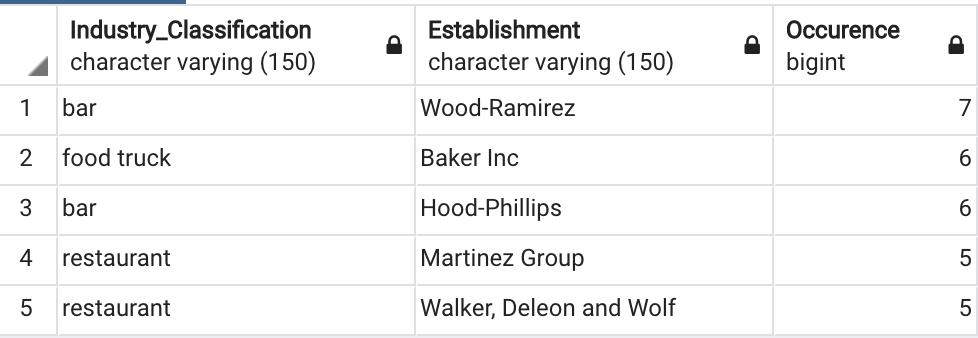 Industry_Classification Establishment Occurence
character varying (150) character varying (150) bigint
1 bar Wood-Ramirez 7
2 food truck Baker Inc 6
3 bar Hood-Phillips 6
4 restaurant Martinez Group 5
5 restaurant Walker, Deleon and Wolf 5